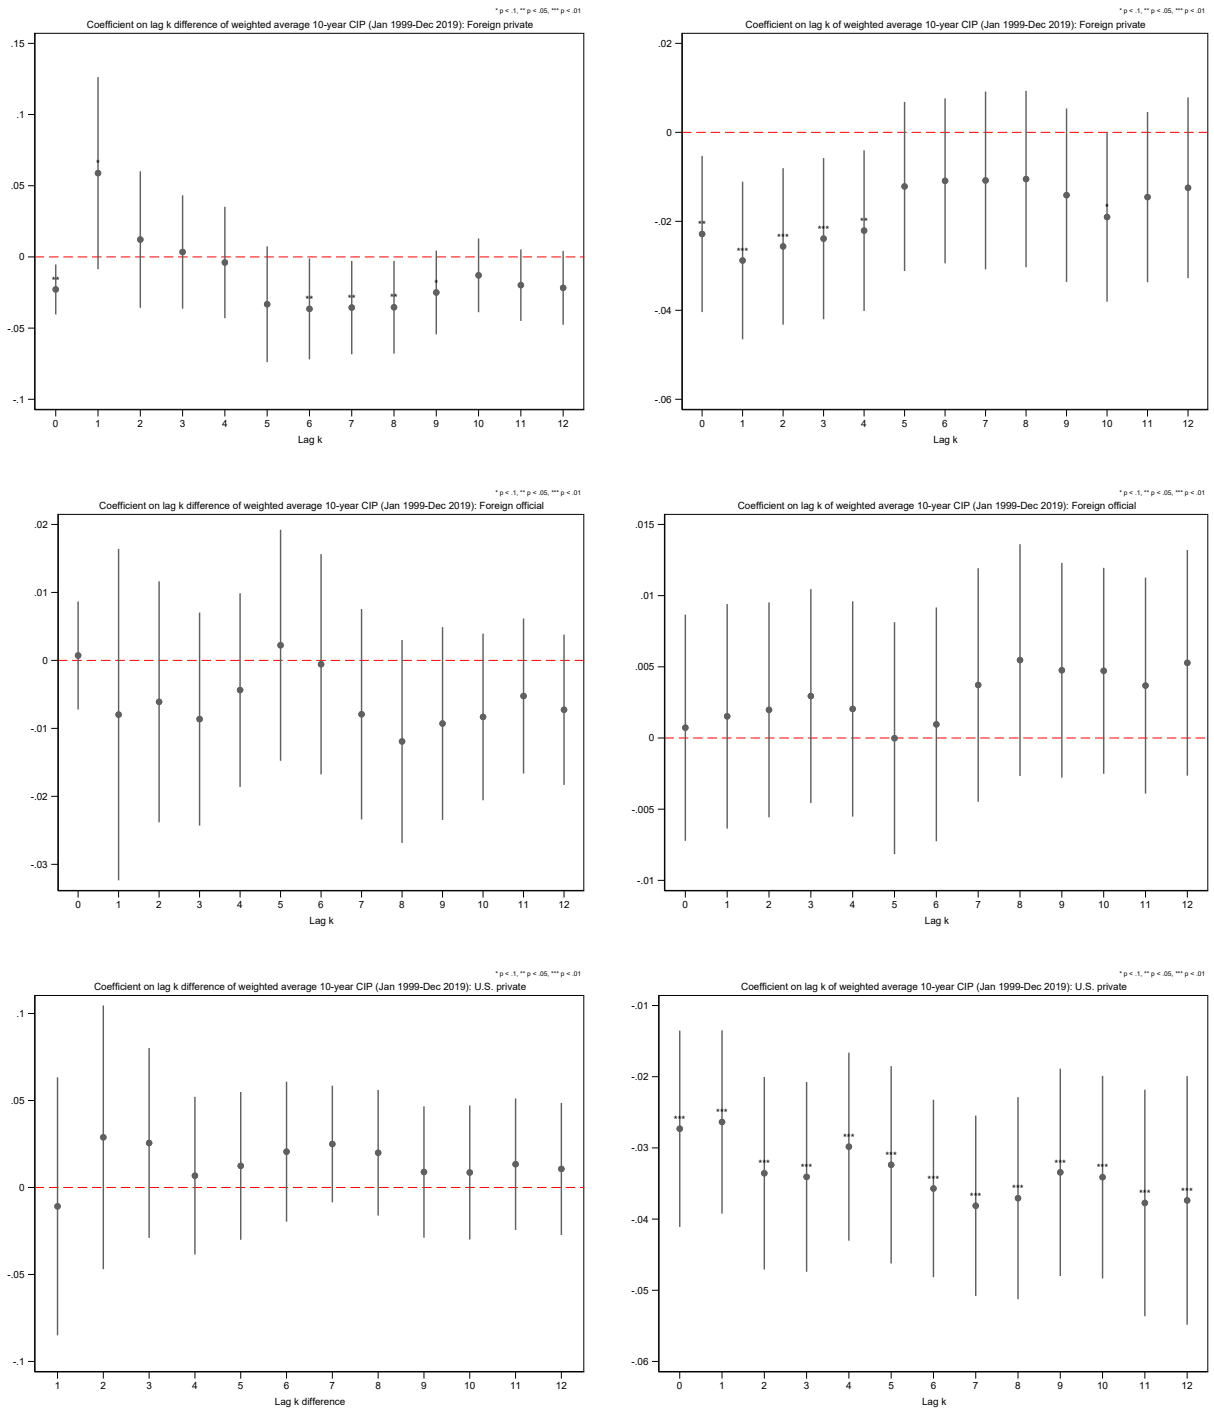 * p < .1, ** p < .05, *** p < .01
Coefficient on lag k difference of weighted average 10-year CIP (Jan 1999-Dec 2019): Foreign private
.15
.1
.05
0
-.05
-.1
**
*
**
**
**
*
0 1 2 3 4 5 6 7 8 9 10 11 12
Lag k
* p < .1, ** p < .05, *** p < .01
Coefficient on lag k of weighted average 10-year CIP (Jan 1999-Dec 2019): Foreign private
.02
0
-.02
-.04
-.06
**
***
***
***
**
*
0 1 2 3 4 5 6 7 8 9 10 11 12
Lag k
* p < .1, ** p < .05, *** p < .01
Coefficient on lag k difference of weighted average 10-year CIP (Jan 1999-Dec 2019): Foreign official
.02
.01
0
-.01
-.02
-.03
0 1 2 3 4 5 6 7 8 9 10 11 12
Lag k
* p < .1, ** p < .05, *** p < .01
Coefficient on lag k of weighted average 10-year CIP (Jan 1999-Dec 2019): Foreign official
.015
.01
.005
0
-.005
-.01
0 1 2 3 4 5 6 7 8 9 10 11 12
Lag k
* p < .1, ** p < .05, *** p < .01
Coefficient on lag k difference of weighted average 10-year CIP (Jan 1999-Dec 2019): U.S. private
.1
.05
0
-.05
-.1
1 2 3 4 5 6 7 8 9 10 11 12
Lag k difference
* p < .1, ** p < .05, *** p < .01
Coefficient on lag k of weighted average 10-year CIP (Jan 1999-Dec 2019): U.S. private
-.01
-.02
-.03
-.04
-.05
-.06
***
***
***
***
***
***
***
***
***
***
***
***
***
0 1 2 3 4 5 6 7 8 9 10 11 12
Lag k